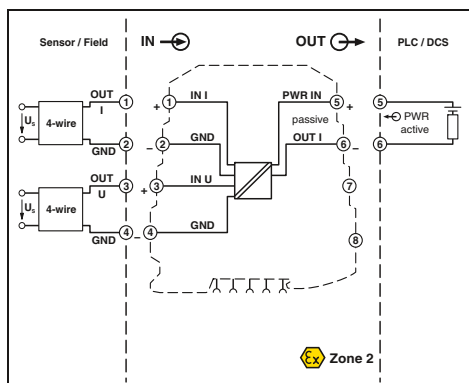 Sensor / Field
IN
OUT
PLC / DCS
OUT
I
1
+
1
IN I
PWR IN
5
+
5
U s
4-wire
passive
PWR
active
GND
2
–
2
GND
OUT I
6
–
6
OUT
U
3
+
3
IN U
7
U s
4-wire
GND
4
–
4
GND
8
Ex
Zone 2